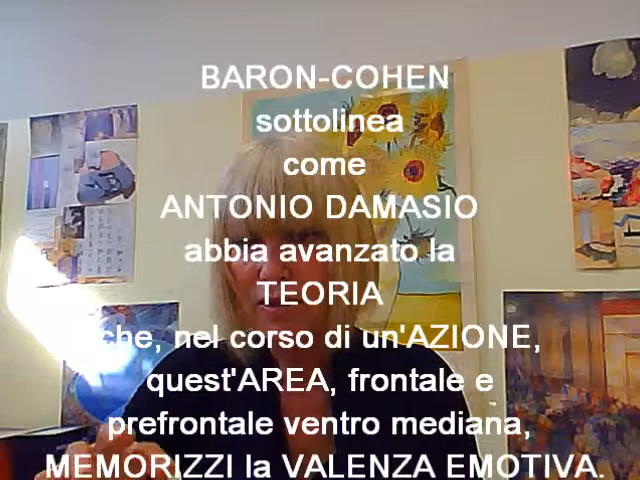 BARON-COHEN
sottolinea
come
ANTONIO DAMASIO
abbia avanzato la
TEORIA
che, nel corso di un'AZIONE,
quest'AREA, frontale e
prefrontale ventro mediana,
MEMORIZZI la VALENZA EMOTIVA.